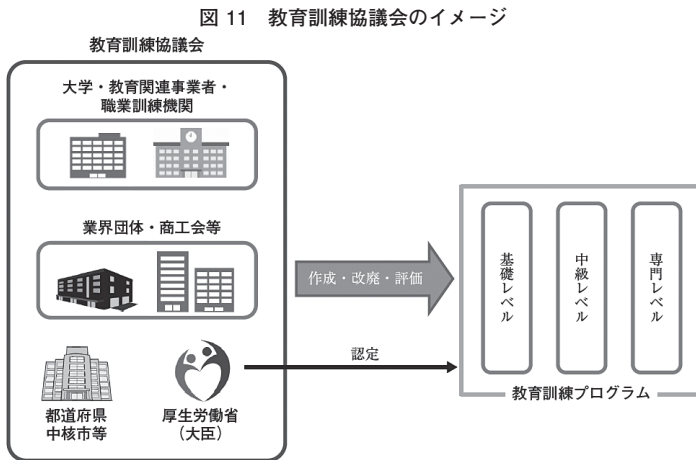 図 11　教育訓練協議会のイメージ
教育訓練協議会
大学・教育関連事業者・
職業訓練機関
業界団体・商工会等
都道府県
中核市等
厚生労働省
（大臣）
作成・改廃・評価
認定
基礎レベル
中級レベル
専門レベル
教育訓練プログラム